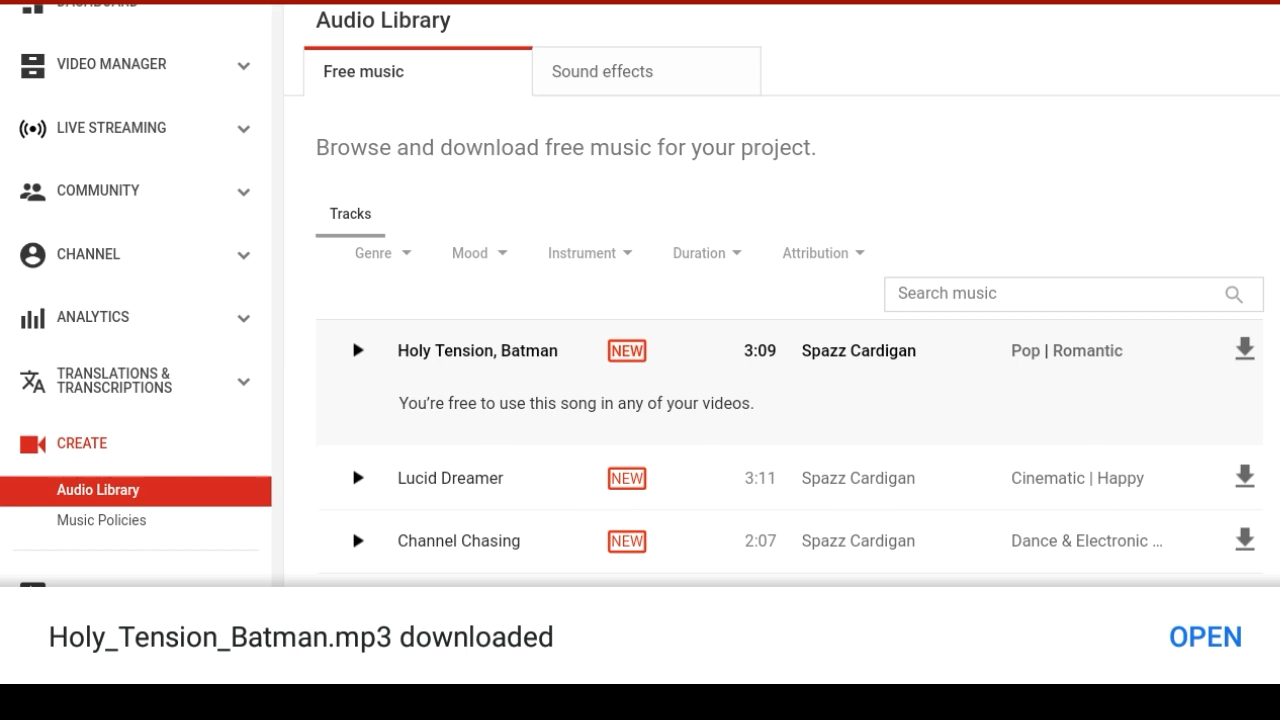 DASHBOARD
VIDEO MANAGER
LIVE STREAMING
COMMUNITY
CHANNEL
ANALYTICS
TRANSLATIONS &
TRANSCRIPTIONS
CREATE
Audio Library
Music Policies
Audio Library
Free music
Sound effects
Browse and download free music for your project.
Tracks
Genre Mood Instrument Duration Attribution
Search music
Holy Tension, Batman NEW 3:09 Spazz Cardigan Pop | Romantic
You're free to use this song in any of your videos.
Lucid Dreamer NEW 3:11 Spazz Cardigan Cinematic | Happy
Channel Chasing NEW 2:07 Spazz Cardigan Dance & Electronic ...
Holy_Tension_Batman.mp3 downloaded OPEN